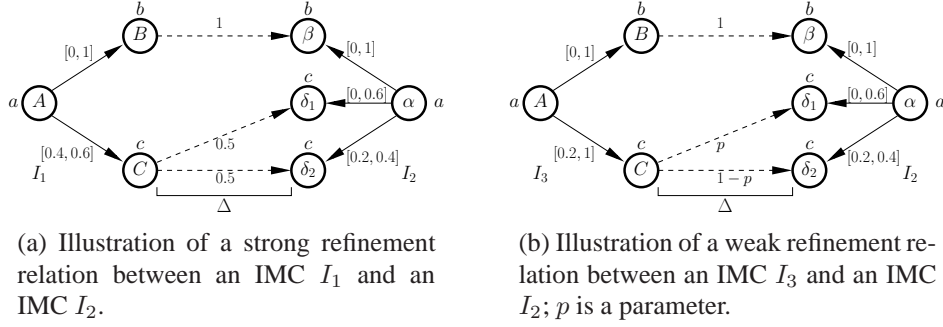 b
B
1
b
β
[0, 1]
[0, 1]
a
A
c
δ1
[0, 0.6]
α
a
[0.4, 0.6]
I1
c
C
0.5
0.5
c
δ2
[0.2, 0.4]
I2
Δ
(a) Illustration of a strong refinement
relation between an IMC I1 and an
IMC I2.
b
B
1
b
β
[0, 1]
[0, 1]
a
A
c
δ1
[0, 0.6]
α
a
[0.2, 1]
I3
c
C
p
1 − p
c
δ2
[0.2, 0.4]
I2
Δ
(b) Illustration of a weak refinement re-
lation between an IMC I3 and an IMC
I2; p is a parameter.